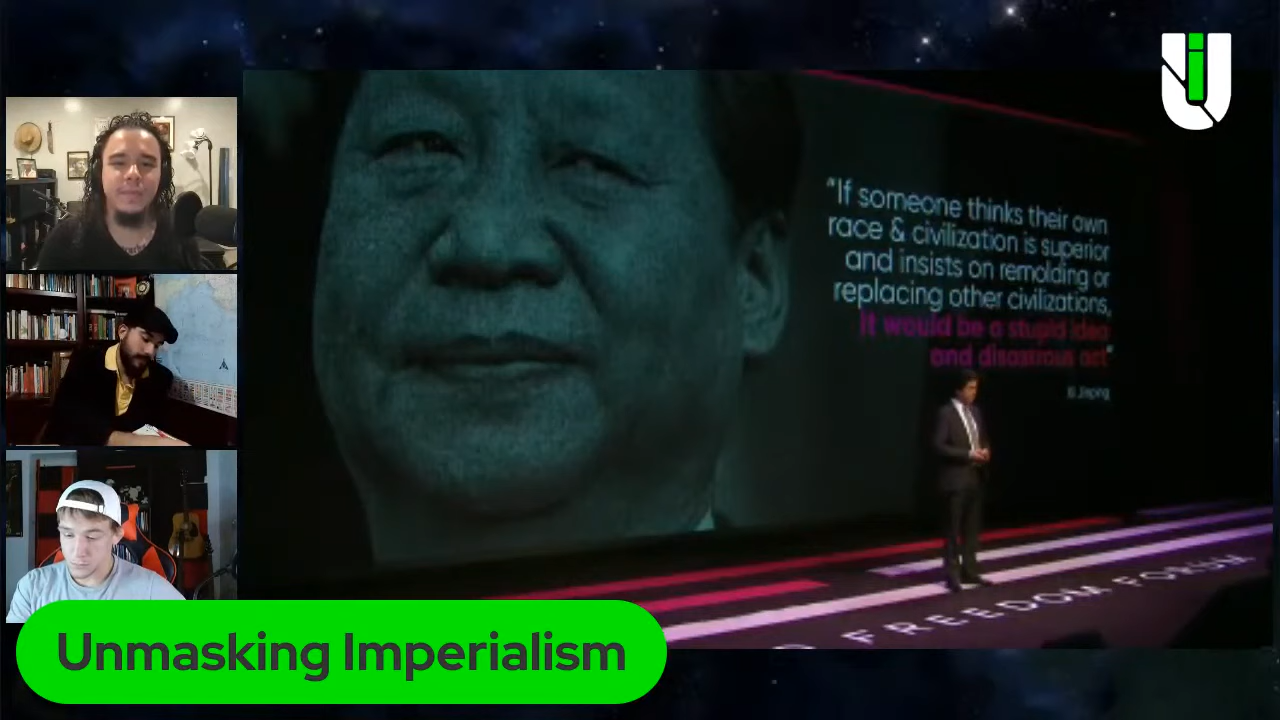 "If someone thinks their own
race & civilization is superior
and insists on remolding or
replacing other civilizations,
it would be a stupid idea
and disastrous act"
Xi Jinping
FREEDOM FORUM
Unmasking Imperialism